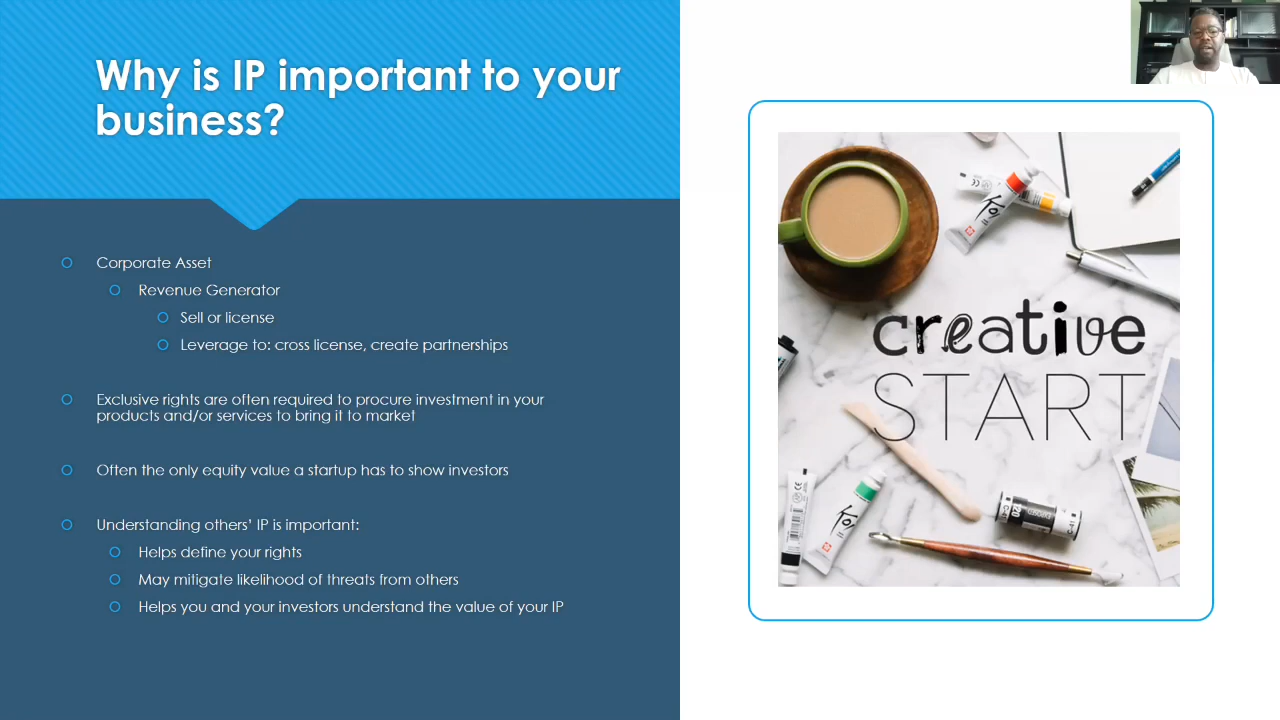 Why is IP important to your
business?
Corporate Asset
Revenue Generator
Sell or license
Leverage to: cross license, create partnerships
Exclusive rights are often required to procure investment in your
products and/or services to bring it to market
Often the only equity value a startup has to show investors
Understanding others’ IP is important:
Helps define your rights
May mitigate likelihood of threats from others
Helps you and your investors understand the value of your IP
Koi
creative
START
Koi